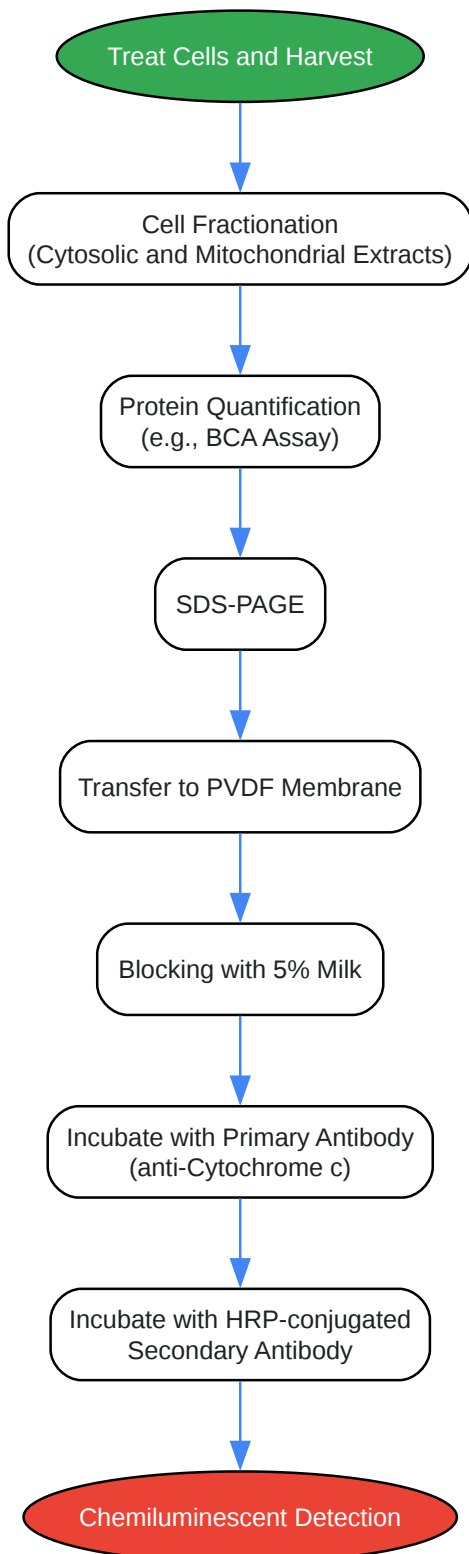 Treat Cells and Harvest
Cell Fractionation
(Cytosolic and Mitochondrial Extracts)
Protein Quantification
(e.g., BCA Assay)
SDS-PAGE
Transfer to PVDF Membrane
Blocking with 5% Milk
Incubate with Primary Antibody
(anti-Cytochrome c)
Incubate with HRP-conjugated
Secondary Antibody
Chemiluminescent Detection